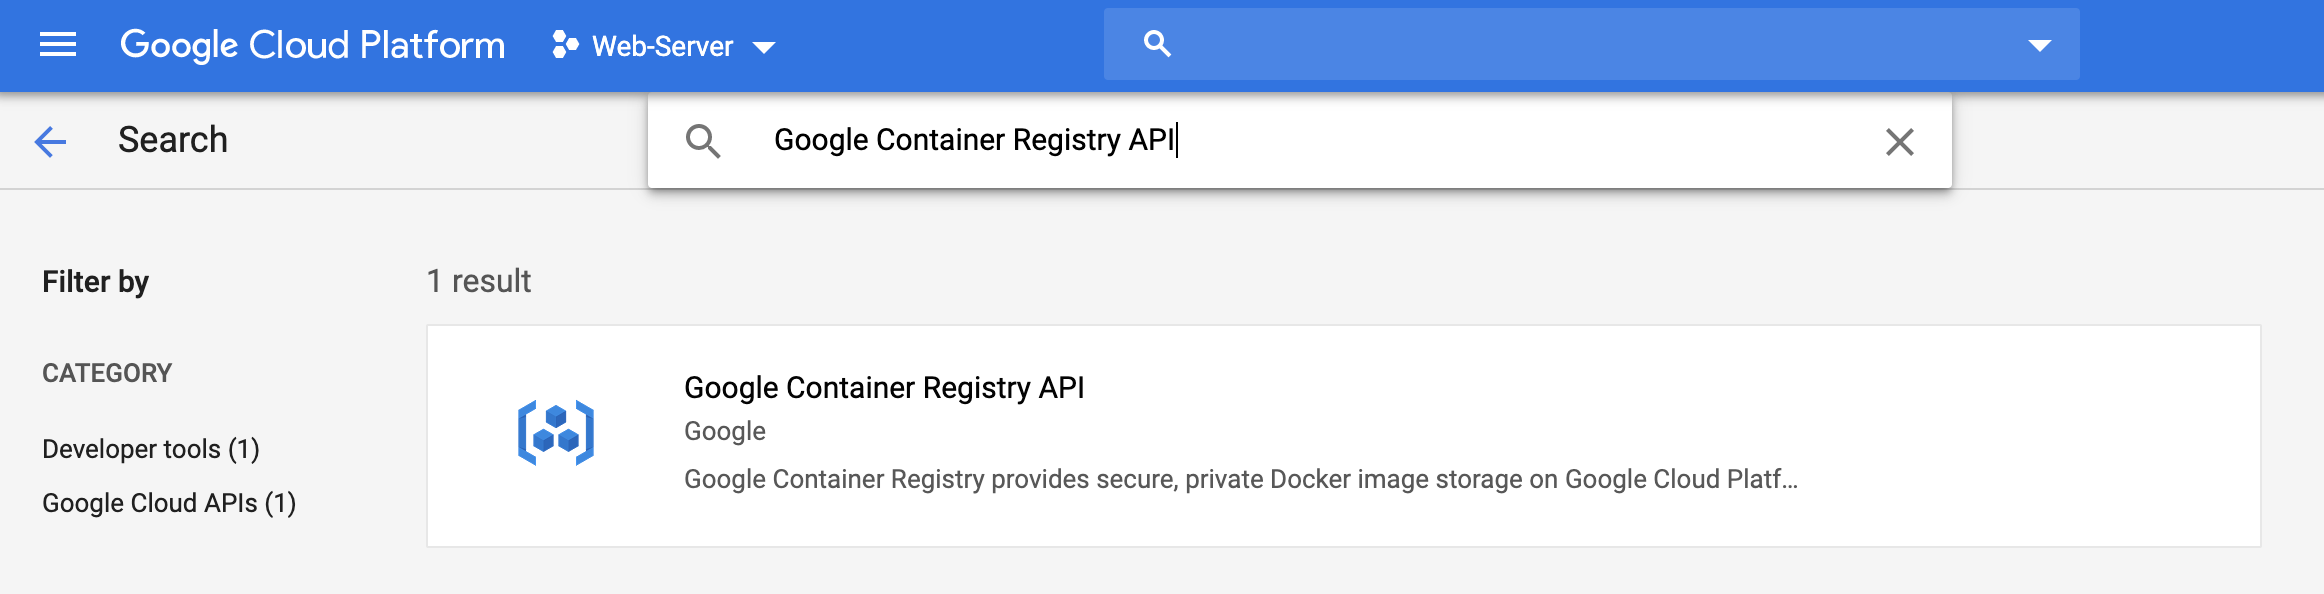 Google Cloud Platform
Web-Server
Search
Google Container Registry API
Filter by
1 result
CATEGORY
Developer tools (1)
Google Cloud APIs (1)
Google Container Registry API
Google
Google Container Registry provides secure, private Docker image storage on Google Cloud Platf...